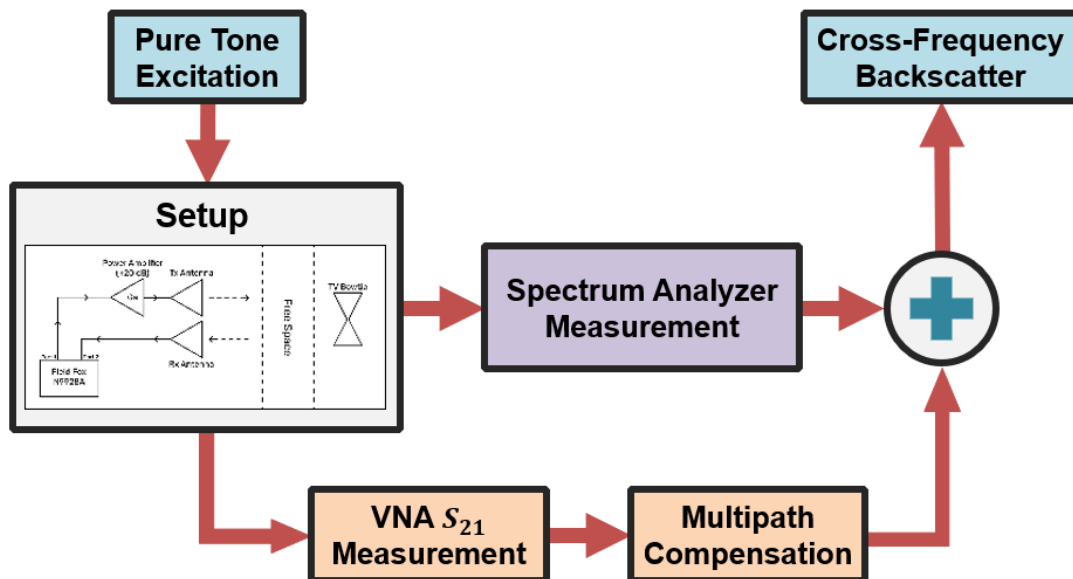 Pure Tone
Excitation
Cross-Frequency
Backscatter
Setup
Power Amplifier
(+20 dB)
Tx Antenna
Free Space
TV Bowtie
Rx Antenna
Field Fox
Spectrum Analyzer
Measurement
VNA S₂₁
Measurement
Multipath
Compensation